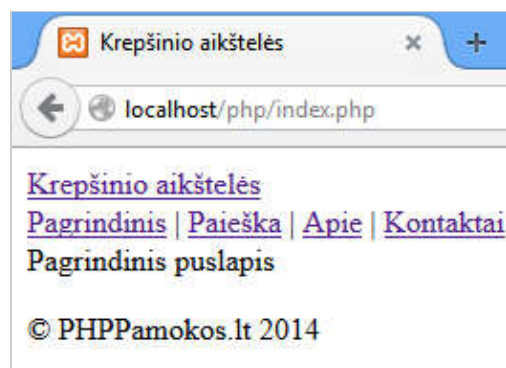 Krepšinio aikštelės
localhost/php/index.php
Krepšinio aikštelės
Pagrindinis | Paieška | Apie | Kontaktai
Pagrindinis puslapis
© PHPPamokos.lt 2014